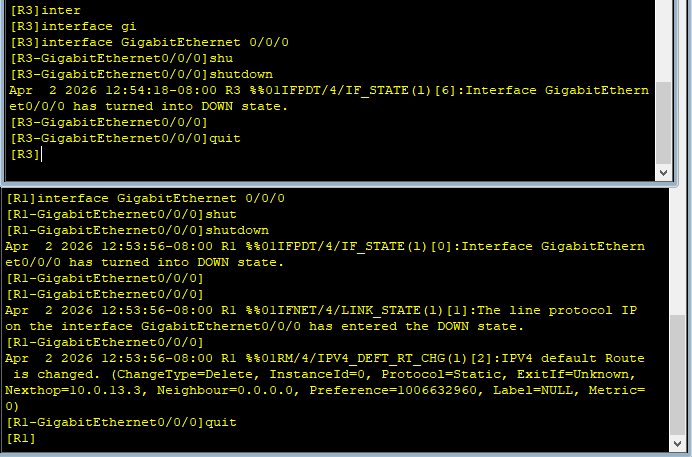 [R3]inter
[R3]interface gi
[R3]interface GigabitEthernet 0/0/0
[R3-GigabitEthernet0/0/0]shu
[R3-GigabitEthernet0/0/0]shutdown
Apr  2 2026 12:54:18-08:00 R3 %%01IFPDT/4/IF_STATE(l)[6]:Interface GigabitEthern
et0/0/0 has turned into DOWN state.
[R3-GigabitEthernet0/0/0]
[R3-GigabitEthernet0/0/0]quit
[R3]
[R1]interface GigabitEthernet 0/0/0
[R1-GigabitEthernet0/0/0]shut
[R1-GigabitEthernet0/0/0]shutdown
Apr  2 2026 12:53:56-08:00 R1 %%01IFPDT/4/IF_STATE(l)[0]:Interface GigabitEthern
et0/0/0 has turned into DOWN state.
[R1-GigabitEthernet0/0/0]
[R1-GigabitEthernet0/0/0]
Apr  2 2026 12:53:56-08:00 R1 %%01IFNET/4/LINK_STATE(l)[1]:The line protocol IP
on the interface GigabitEthernet0/0/0 has entered the DOWN state.
[R1-GigabitEthernet0/0/0]
Apr  2 2026 12:53:56-08:00 R1 %%01RM/4/IPV4_DEFT_RT_CHG(l)[2]:IPV4 default Route
 is changed. (ChangeType=Delete, InstanceId=0, Protocol=Static, ExitIf=Unknown,
Nexthop=10.0.13.3, Neighbour=0.0.0.0, Preference=1006632960, Label=NULL, Metric=
0)
[R1-GigabitEthernet0/0/0]quit
[R1]